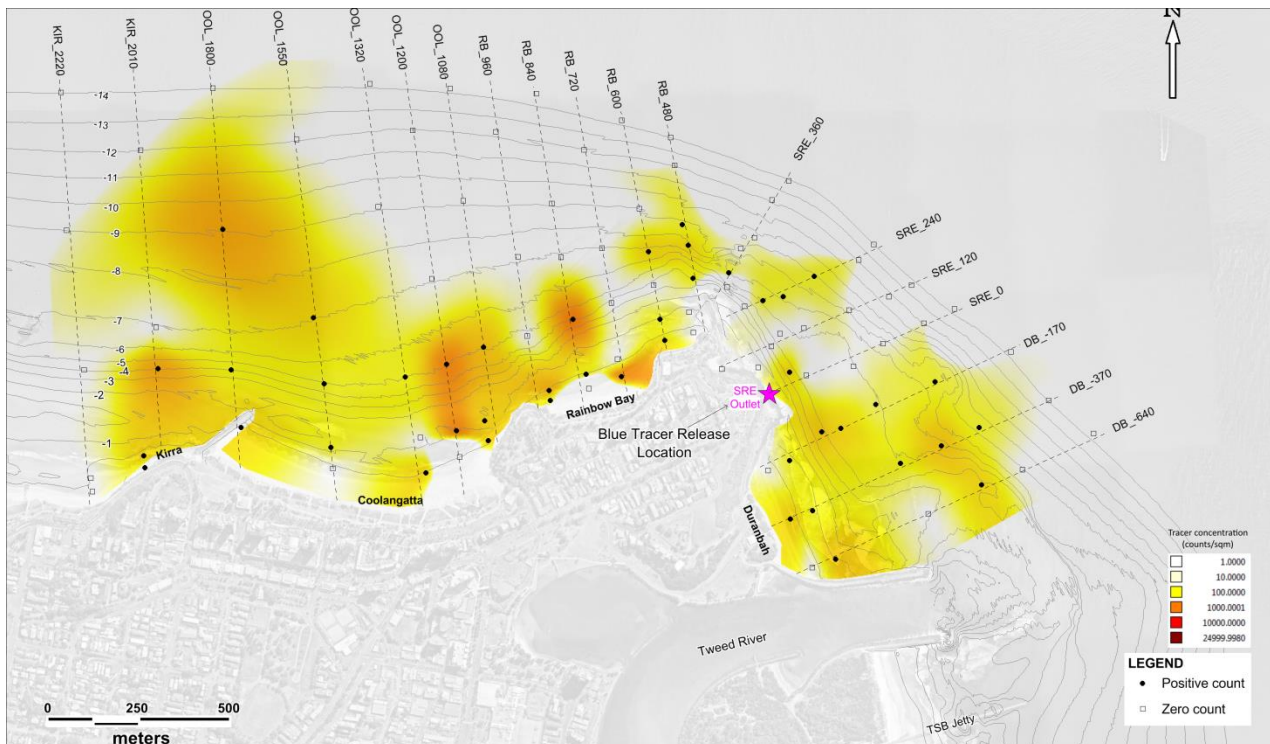 KIR_2220
KIR_2010
OOL_1800
OOL_1550
OOL_1320
OOL_1200
OOL_1080
RB_960
RB_840
RB_720
RB_600
RB_480
SRE_360
SRE_240
SRE_120
SRE_0
DB_-170
DB_-370
DB_-640
-14
-13
-12
-11
-10
-9
-8
-7
-6
-5
-4
-3
-2
-1
Kirra
Coolangatta
Rainbow Bay
SRE
Outlet
Blue Tracer Release
Location
Duranbah
Tweed River
TSB Jetty
Tracer concentration
(counts/sqm)
1.0000
10.0000
100.0000
1000.0001
10000.0000
24999.9980
LEGEND
Positive count
Zero count
0 250 500
meters